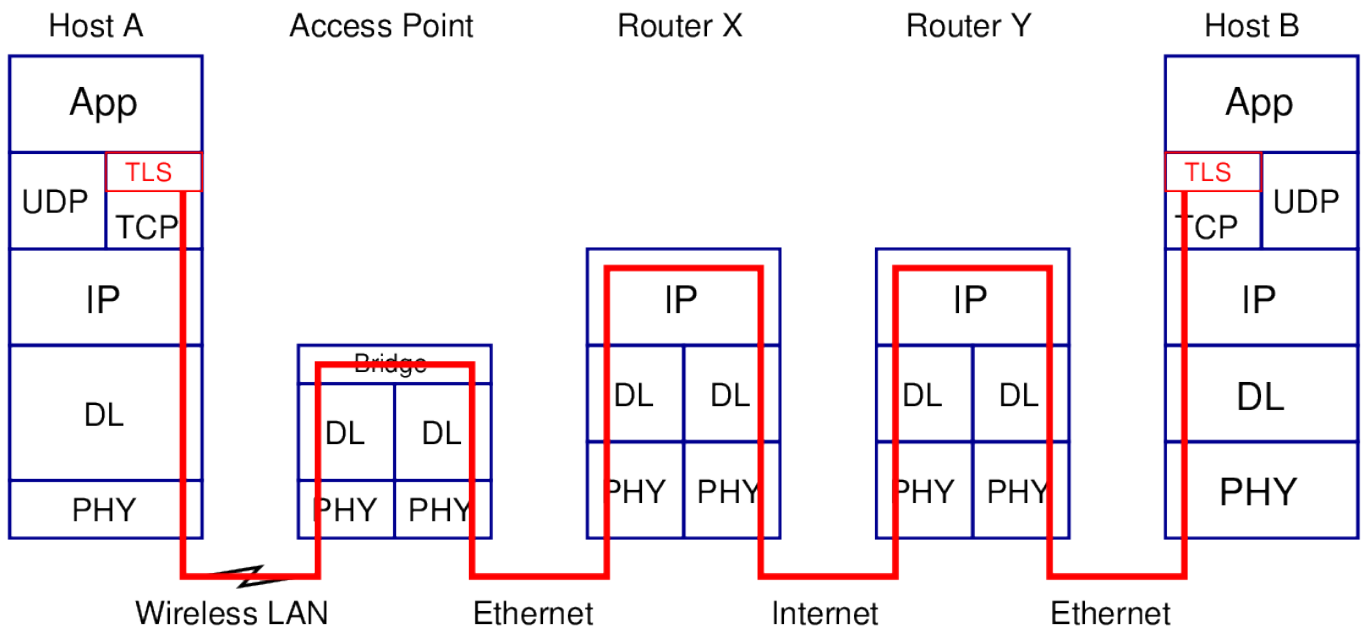 Host A
Access Point
Router X
Router Y
Host B
App
TLS
UDP
TCP
IP
DL
PHY
Bridge
DL DL
PHY PHY
IP
DL DL
PHY PHY
IP
DL DL
PHY PHY
App
TLS
UDP
TCP
IP
DL
PHY
Wireless LAN
Ethernet
Internet
Ethernet